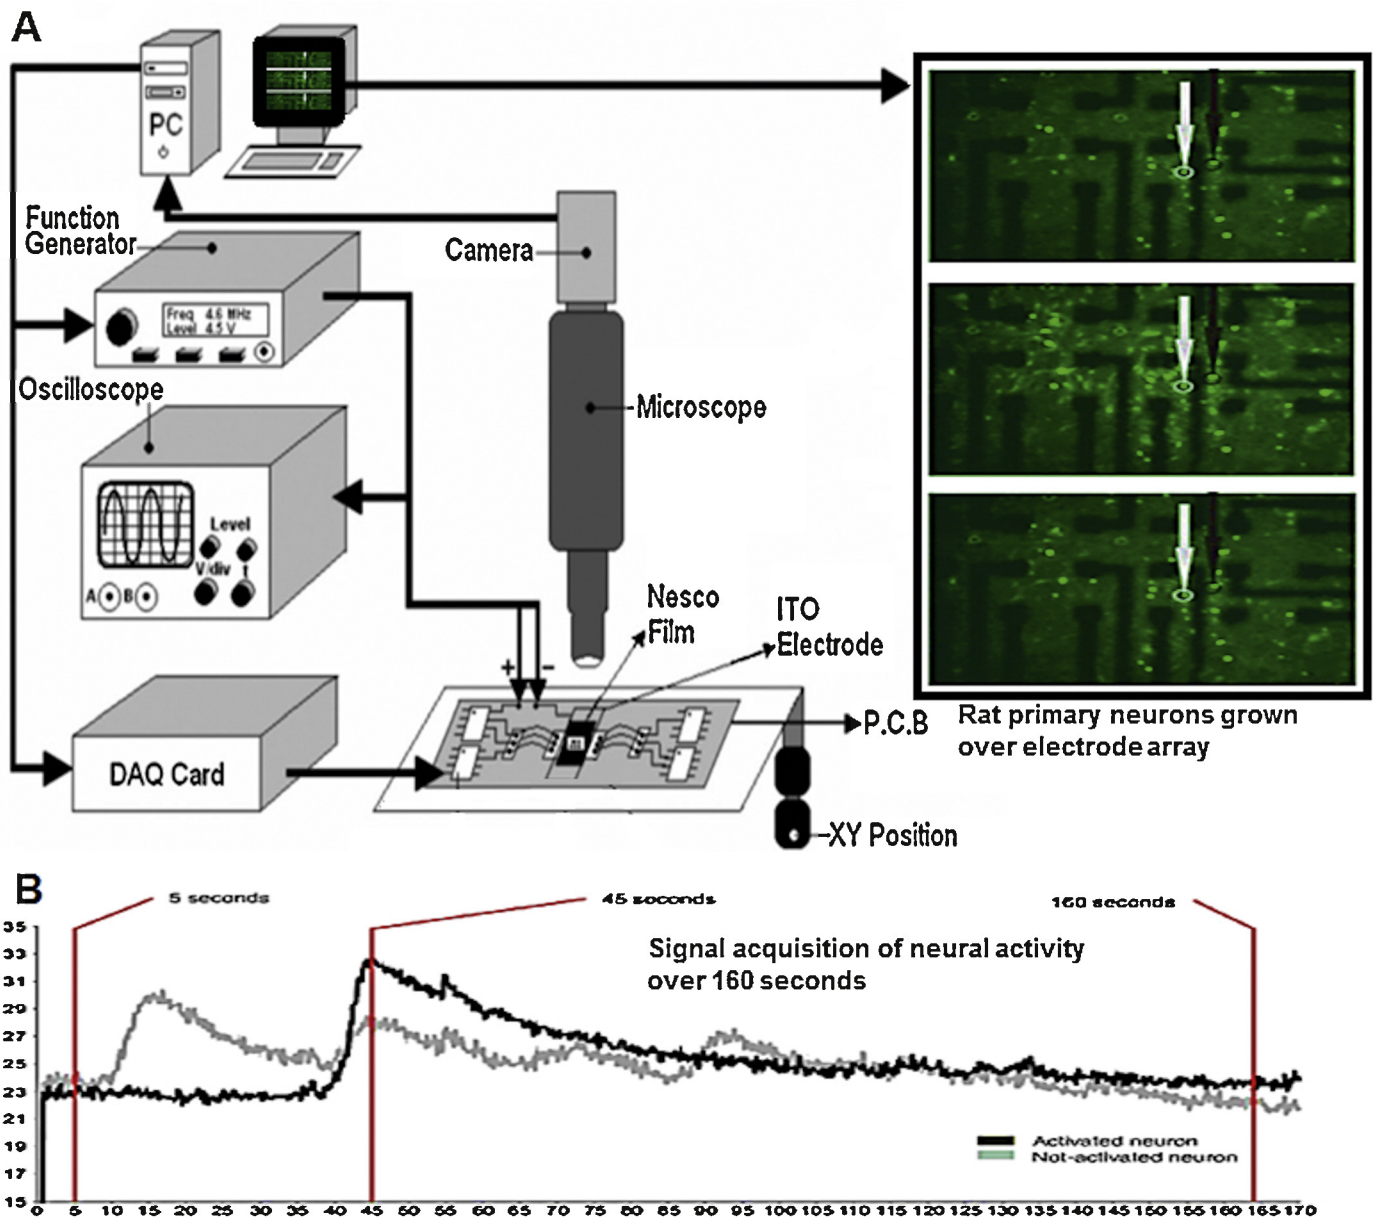 A
PC
Function
Generator
Freq 4.6 MHz
Level 4.5 V
Camera
Oscilloscope
Microscope
Level
V/div t
A B
Nesco
Film
ITO
Electrode
+ −
P.C.B
DAQ Card
XY Position
Rat primary neurons grown
over electrode array
B
5 seconds
45 seconds
160 seconds
Signal acquisition of neural activity
over 160 seconds
35
33
31
29
27
25
23
21
19
17
15
Activated neuron
Not-activated neuron
0 5 10 15 20 25 30 35 40 45 50 55 60 65 70 75 80 85 90 95 100 105 110 115 120 125 130 135 140 145 150 155 160 165 170